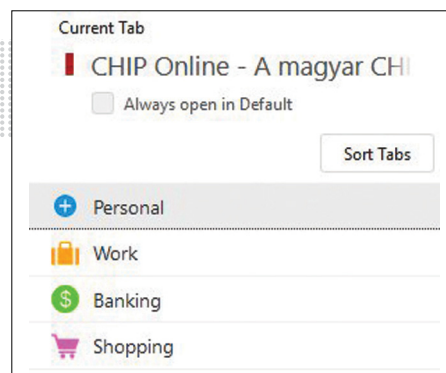 Current Tab
CHIP Online - A magyar CH
Always open in Default
Sort Tabs
Personal
Work
Banking
Shopping